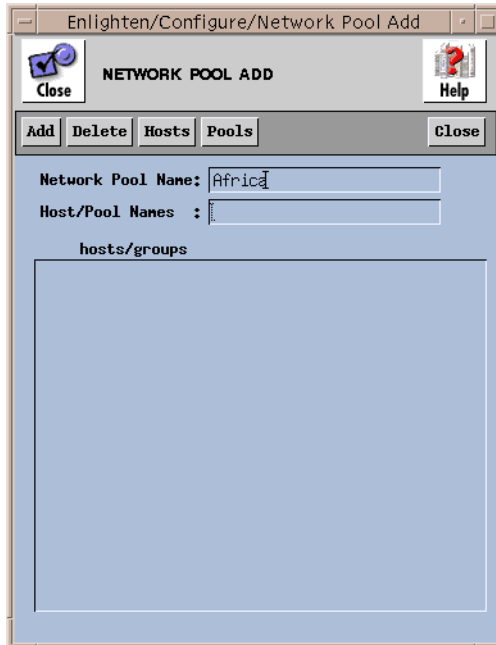 Enlighten/Configure/Network Pool Add
Close
NETWORK POOL ADD
Help
Add Delete Hosts Pools Close
Network Pool Name: Africa
Host/Pool Names :
hosts/groups